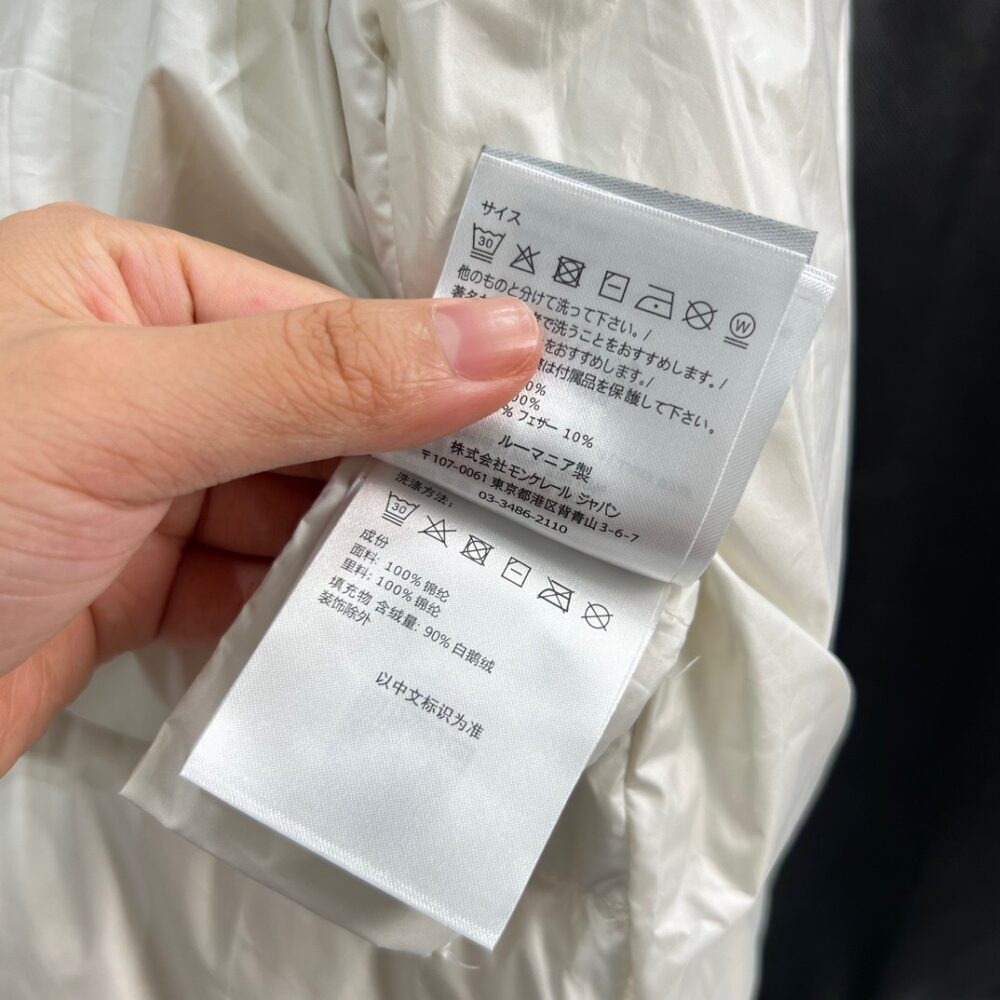 サイズ
30
W
他のものと分けて洗って下さい。/
で洗うことをおすすめします。/
をおすすめします。/
は付属品を保護して下さい。
0%
00%
% フェザー 10%
ルーマニア製
株式会社モンクレール ジャパン
〒107-0061 東京都港区背青山 3-6-7
03-3486-2110
洗涤方法:
30
成份
面料: 100% 锦纶
里料: 100% 锦纶
填充物 含绒量: 90% 白鹅绒
装饰除外
以中文标识为准